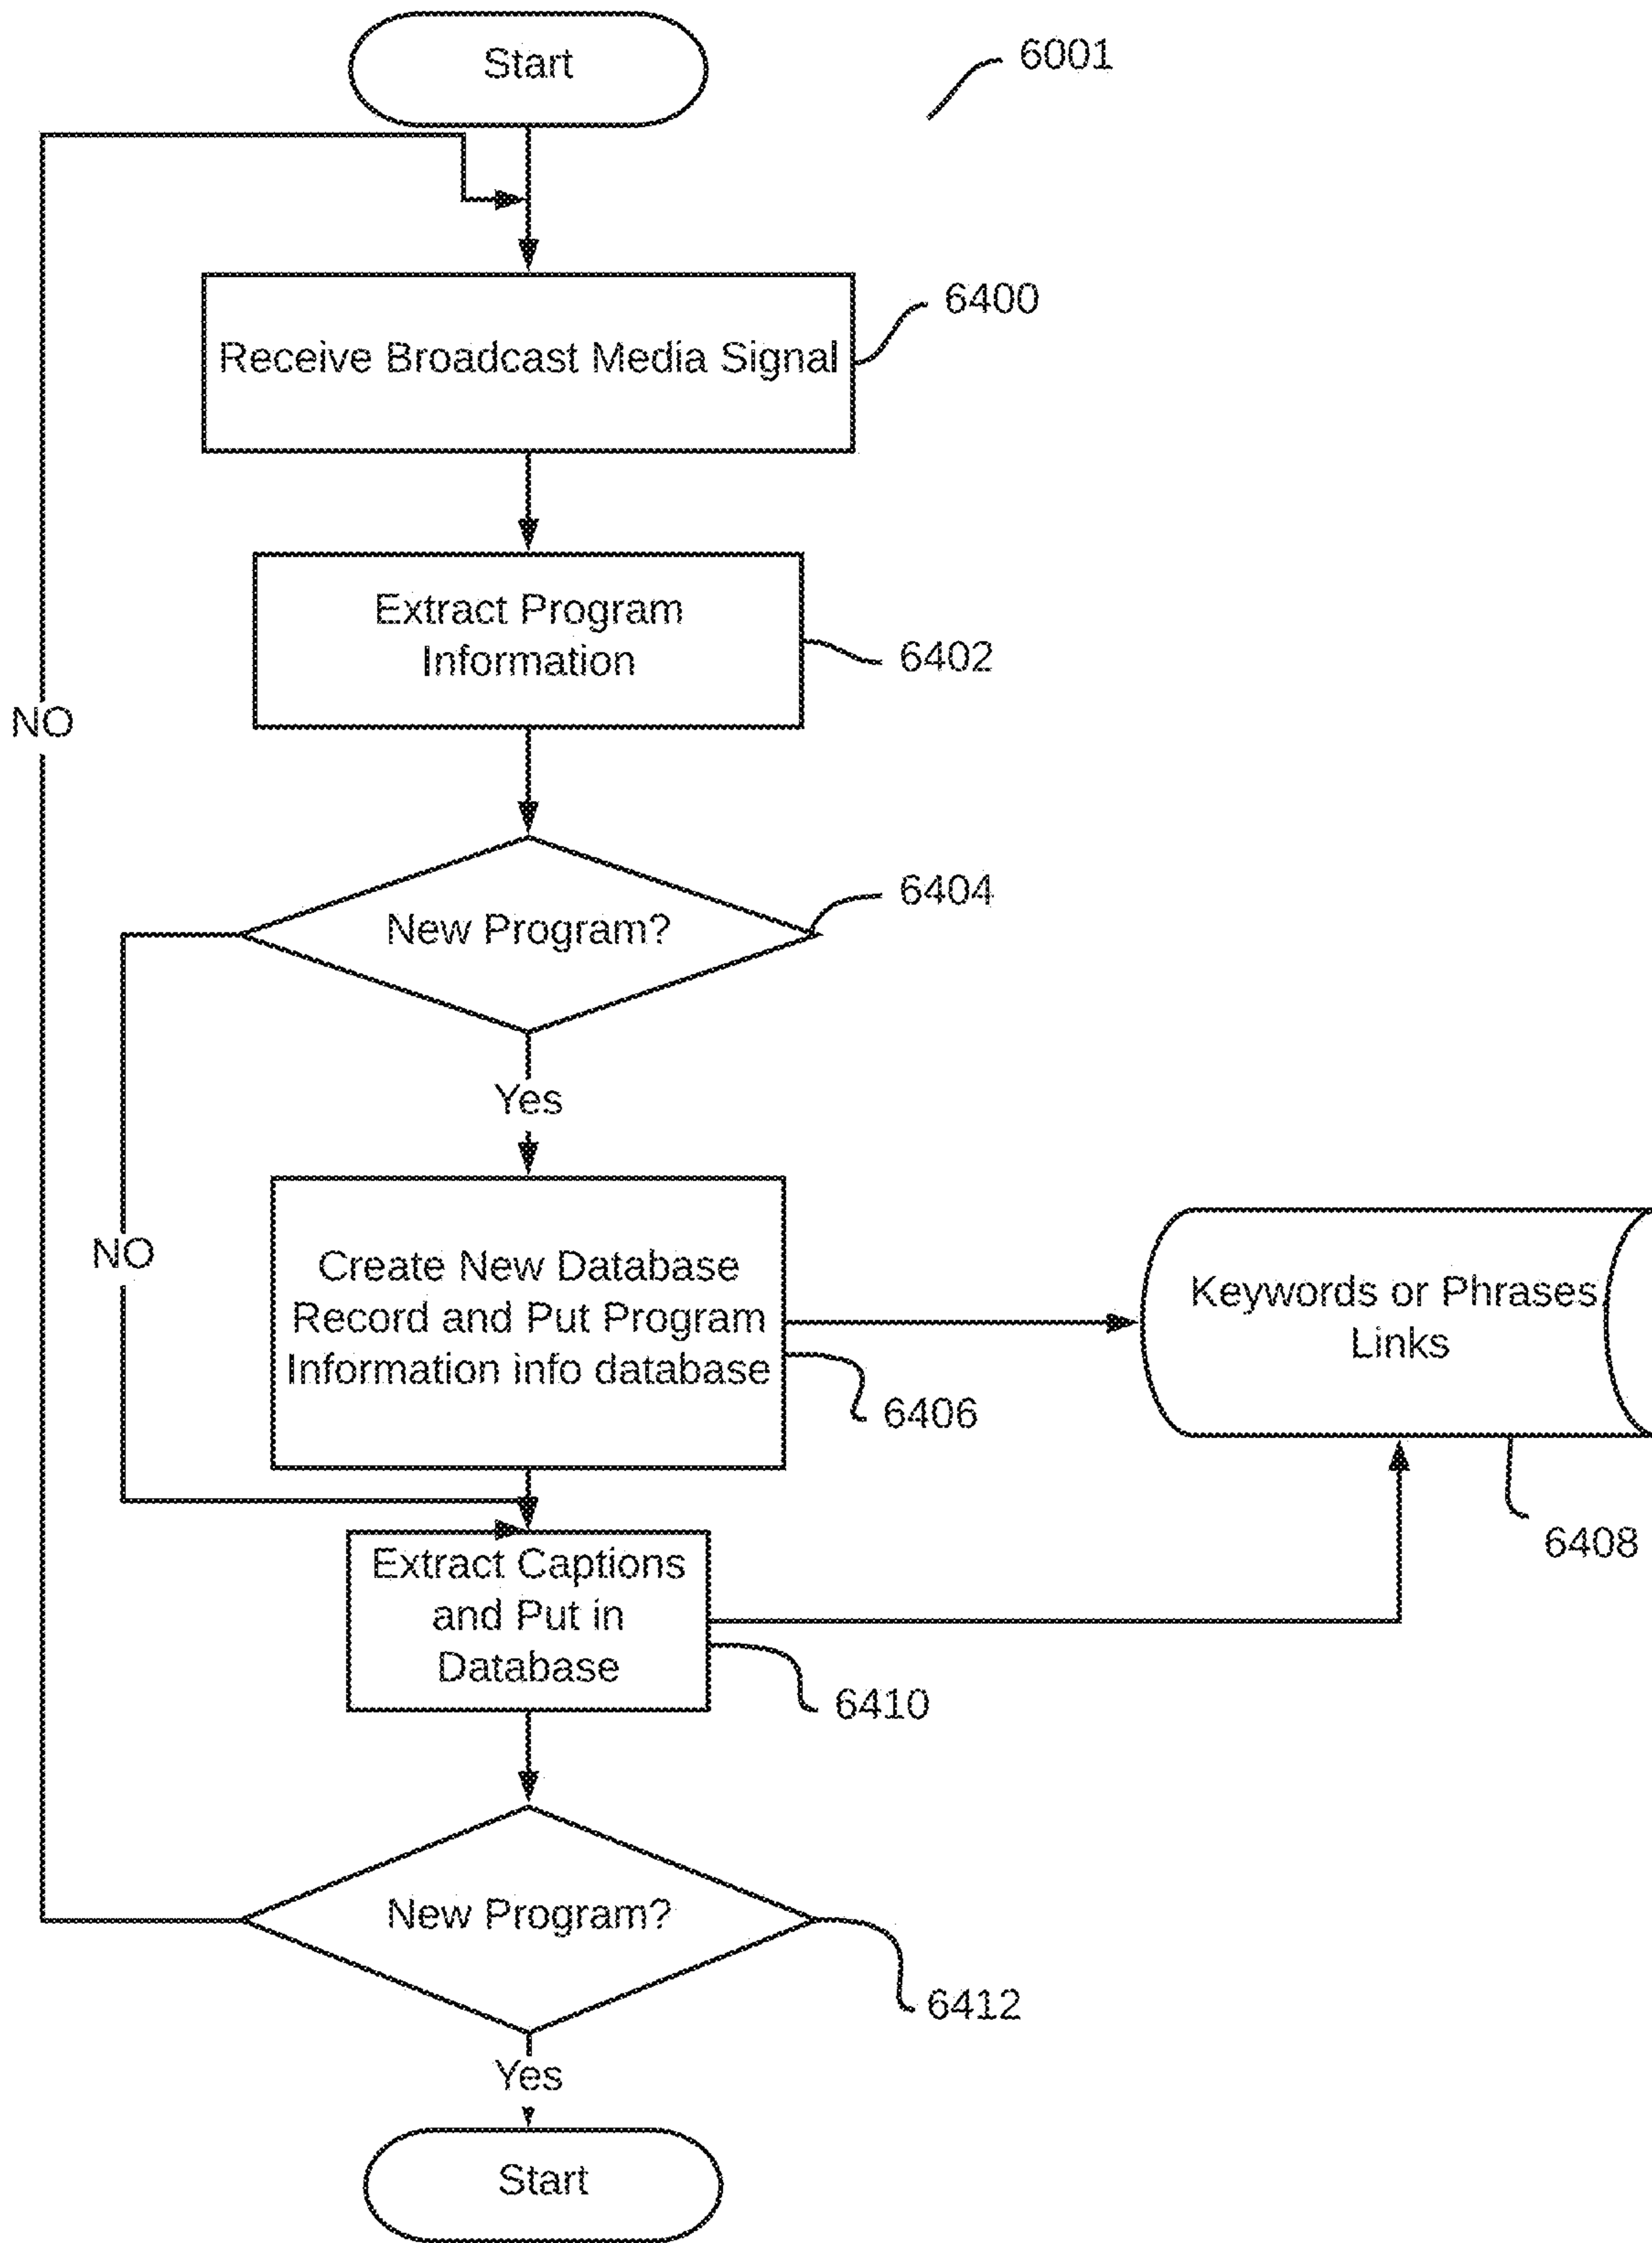 Start
6001
6400
Receive Broadcast Media Signal
Extract Program
Information
6402
NO
6404
New Program?
Yes
NO
Create New Database
Record and Put Program
Information info database
Keywords or Phrases
Links
6406
6408
Extract Captions
and Put in
Database
6410
New Program?
6412
Yes
Start